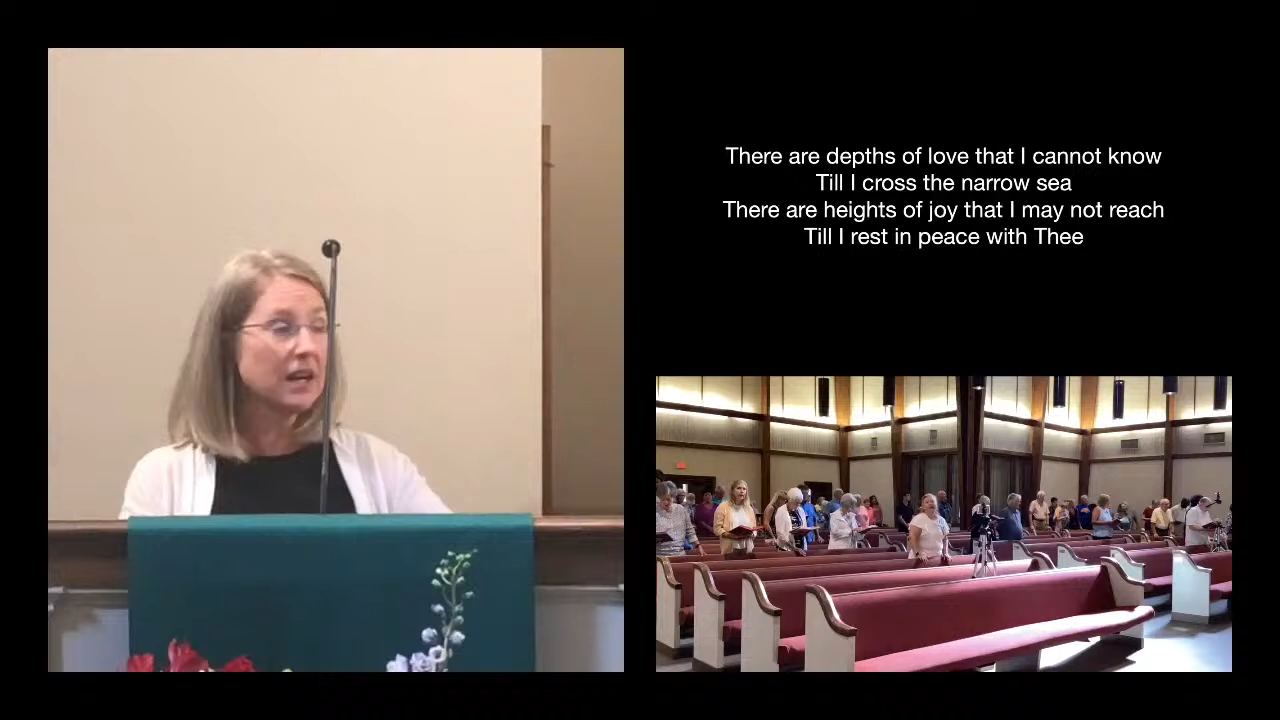 There are depths of love that I cannot know
Till I cross the narrow sea
There are heights of joy that I may not reach
Till I rest in peace with Thee